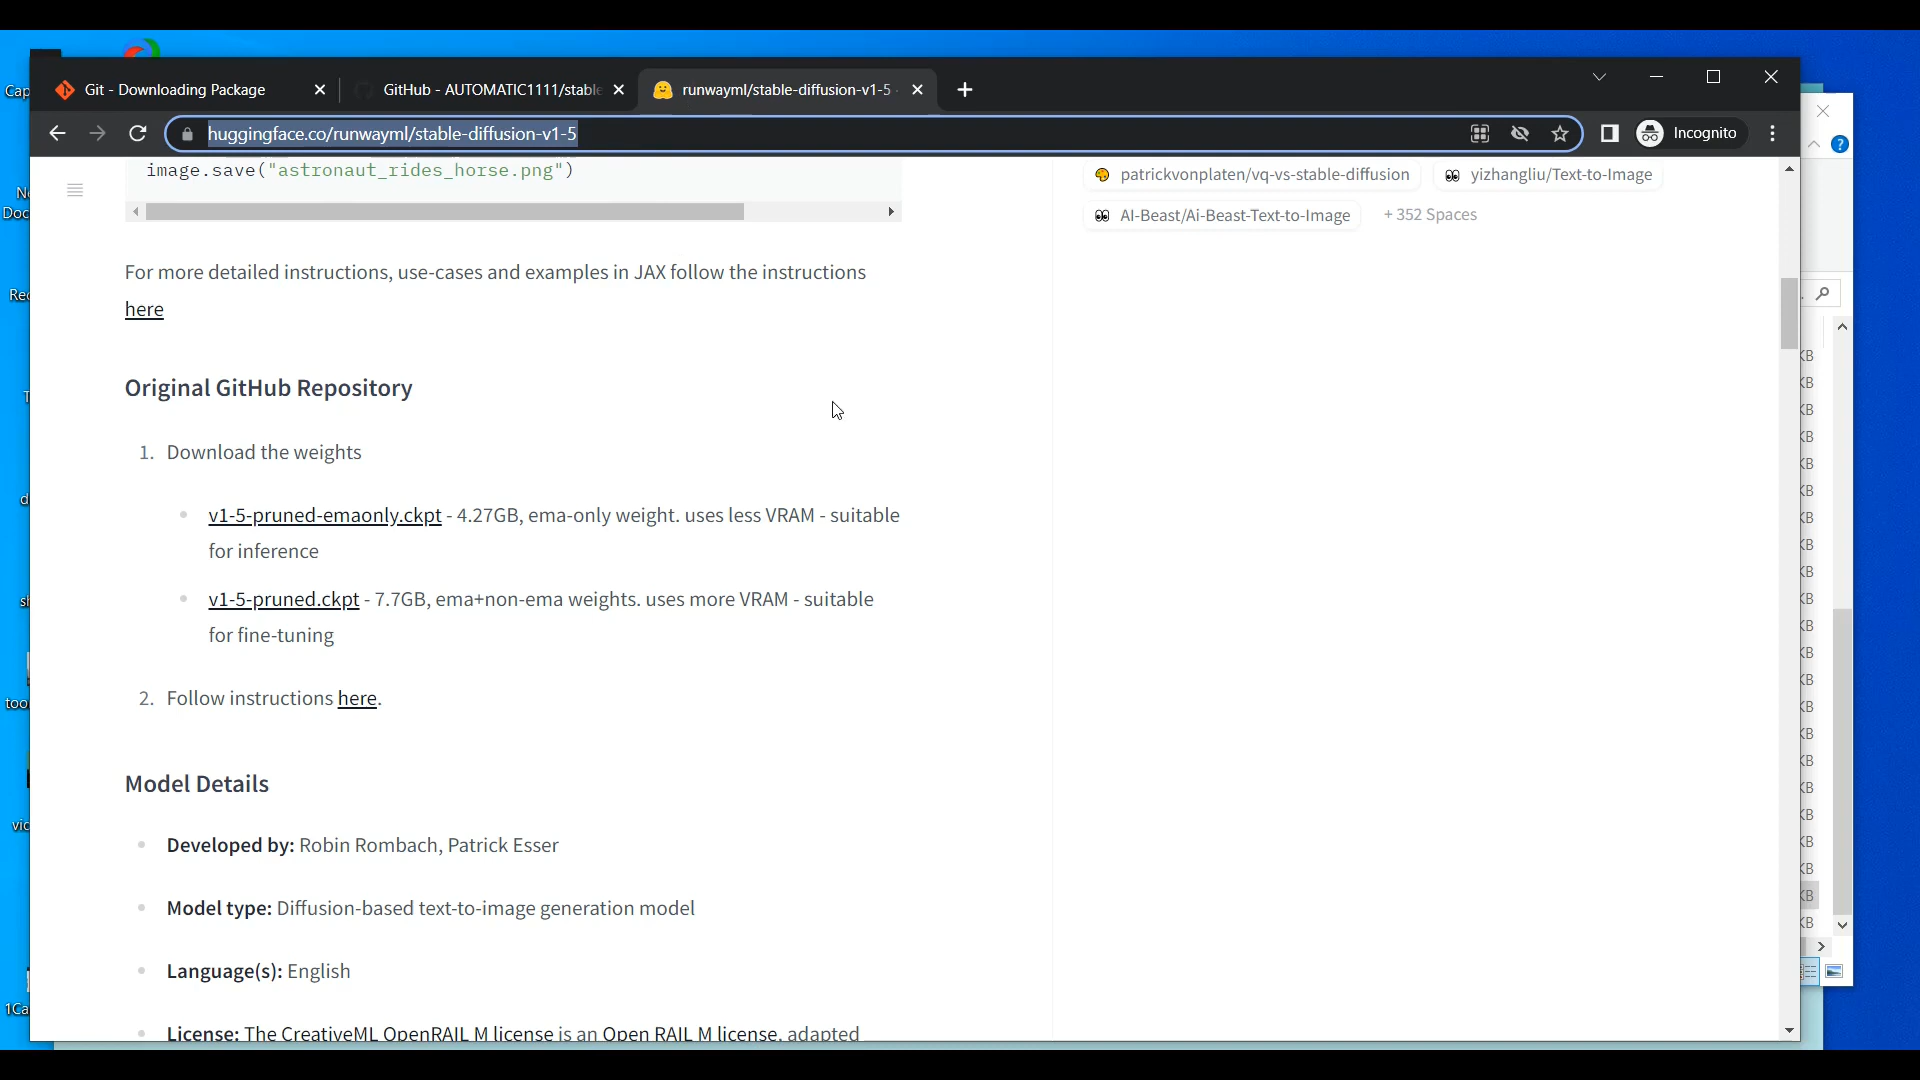 Git - Downloading Package
GitHub - AUTOMATIC1111/stable
runwayml/stable-diffusion-v1-5
huggingface.co/runwayml/stable-diffusion-v1-5
Incognito
image.save("astronaut_rides_horse.png")
patrickvonplaten/vq-vs-stable-diffusion
yizhangliu/Text-to-Image
AI-Beast/Ai-Beast-Text-to-Image
+ 352 Spaces
For more detailed instructions, use-cases and examples in JAX follow the instructions
here
Original GitHub Repository
1. Download the weights
v1-5-pruned-emaonly.ckpt - 4.27GB, ema-only weight. uses less VRAM - suitable
for inference
v1-5-pruned.ckpt - 7.7GB, ema+non-ema weights. uses more VRAM - suitable
for fine-tuning
2. Follow instructions here.
Model Details
Developed by: Robin Rombach, Patrick Esser
Model type: Diffusion-based text-to-image generation model
Language(s): English
License: The CreativeML OpenRAIL M license is an Open RAIL M license, adapted